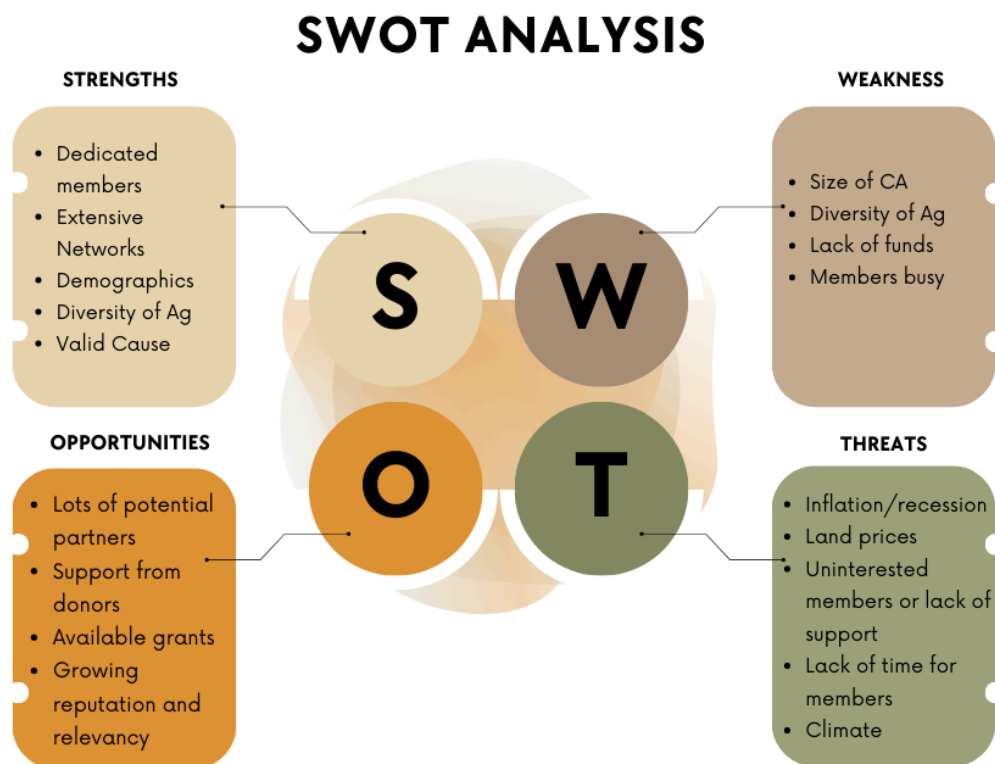 SWOT ANALYSIS
STRENGTHS
• Dedicated
members
• Extensive
Networks
• Demographics
• Diversity of Ag
• Valid Cause
WEAKNESS
• Size of CA
• Diversity of Ag
• Lack of funds
• Members busy
S
W
O
T
OPPORTUNITIES
• Lots of potential
partners
• Support from
donors
• Available grants
• Growing
reputation and
relevancy
THREATS
• Inflation/recession
• Land prices
• Uninterested
members or lack of
support
• Lack of time for
members
• Climate